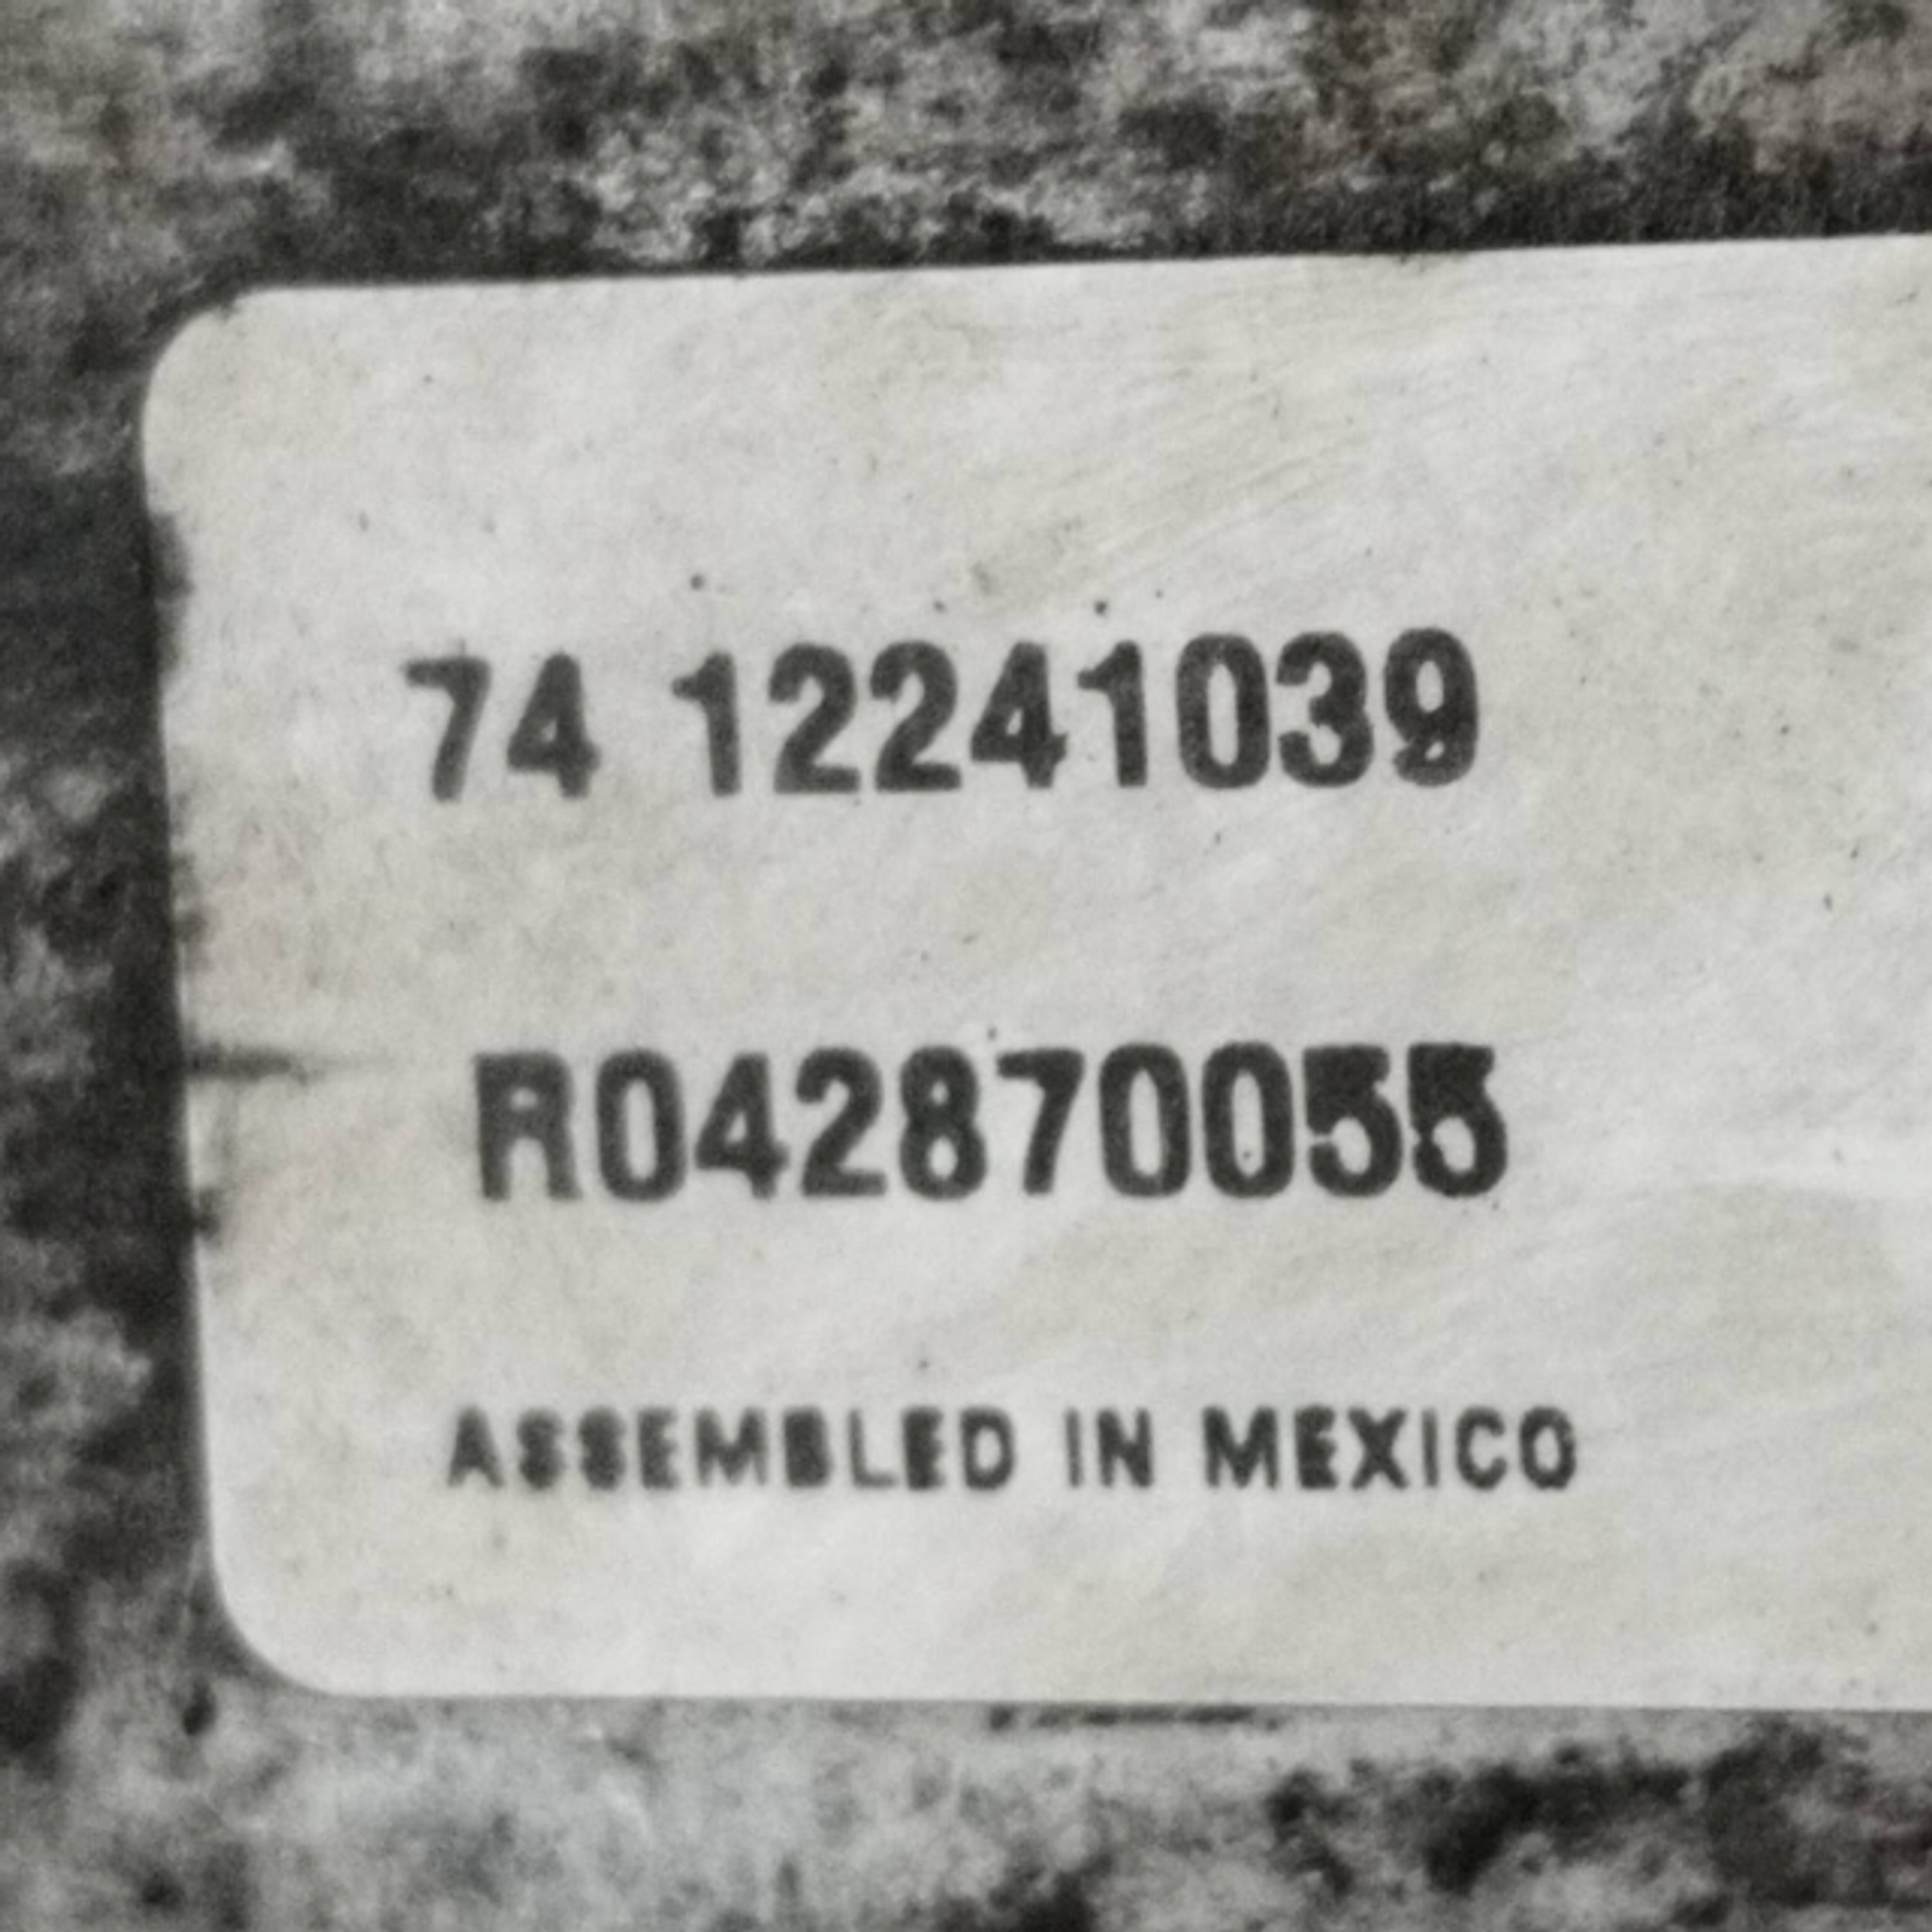 74 12241039
R042870055
ASSEMBLED IN MEXICO